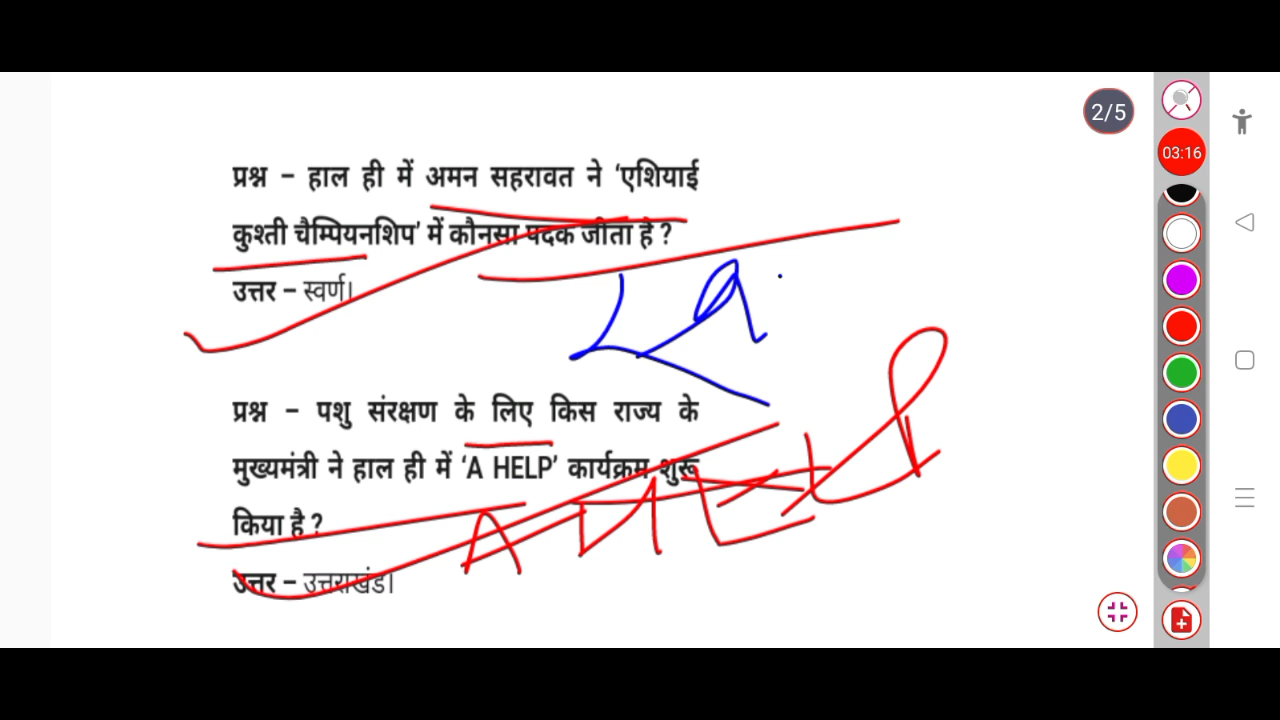 2/5
03:16
प्रश्न – हाल ही में अमन सहरावत ने ‘एशियाई
कुश्ती चैम्पियनशिप’ में कौनसा पदक जीता है ?
उत्तर – स्वर्ण।
प्रश्न – पशु संरक्षण के लिए किस राज्य के
मुख्यमंत्री ने हाल ही में ‘A HELP’ कार्यक्रम शुरू
किया है ?
A HELP
उत्तर – उत्तराखंड।